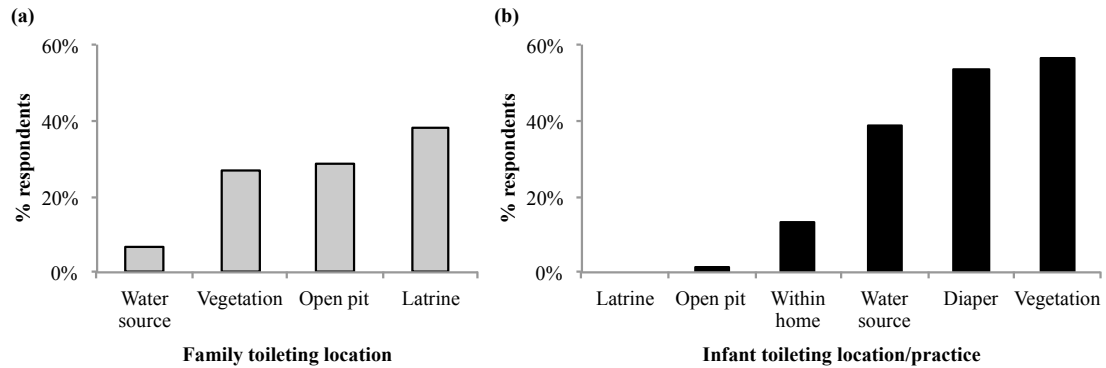 (a)
60%
40%
20%
0%
% respondents
Water
source
Vegetation
Open pit
Latrine
Family toileting location
(b)
60%
40%
20%
0%
% respondents
Latrine
Open pit
Within
home
Water
source
Diaper
Vegetation
Infant toileting location/practice